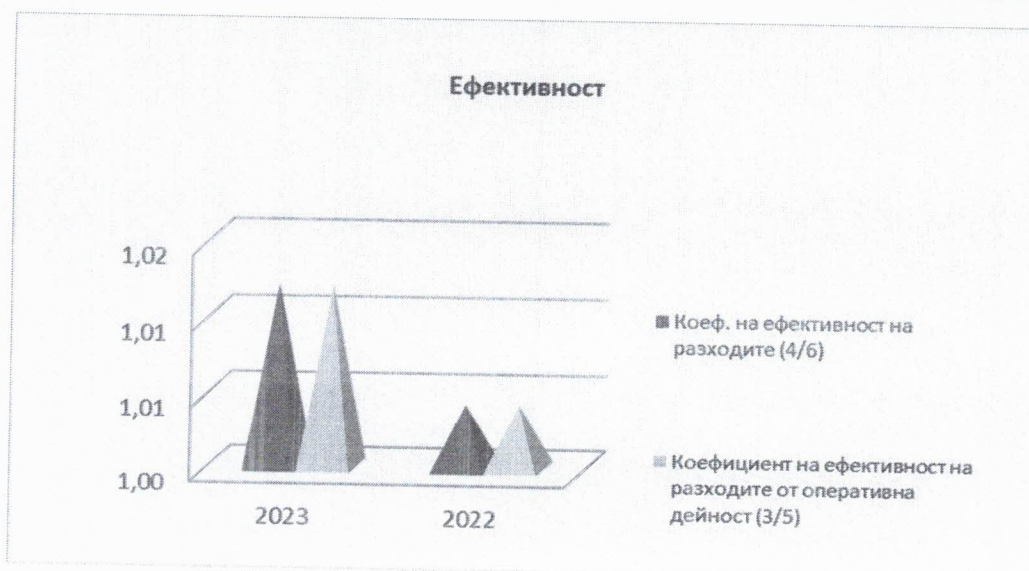 Ефективност
1,02
1,01
1,01
1,00
2023
2022
Коеф. на ефективност на
разходите (4/6)
Коефициент на ефективност на
разходите от оперативна
дейност (3/5)